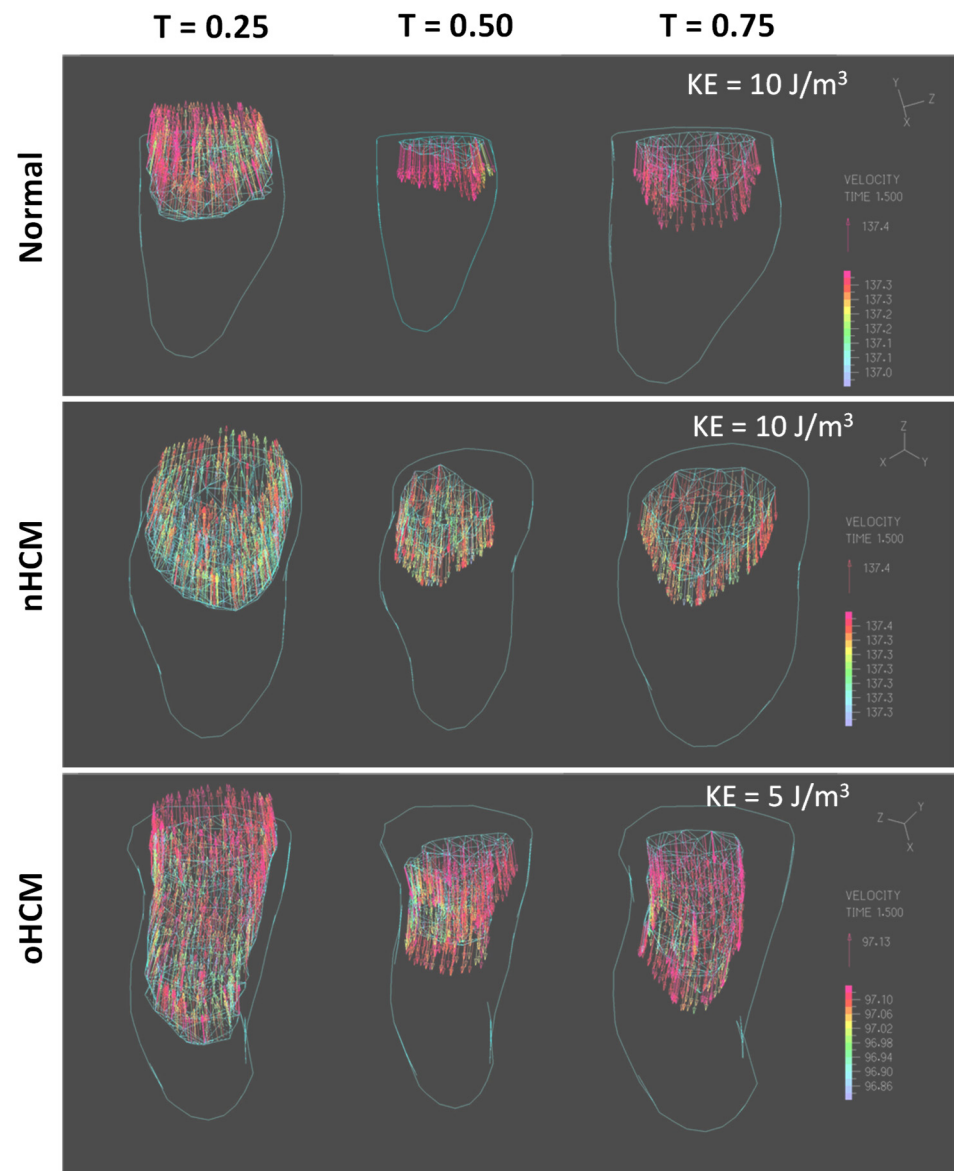 T = 0.25 T = 0.50 T = 0.75
Normal
KE = 10 J/m³
Y
Z
X
VELOCITY
TIME 1.500
137.4
137.3
137.3
137.2
137.2
137.1
137.1
137.0
nHCM
KE = 10 J/m³
Z
X Y
VELOCITY
TIME 1.500
137.4
137.4
137.3
137.3
137.3
137.3
137.3
137.3
oHCM
KE = 5 J/m³
Y
Z
X
VELOCITY
TIME 1.500
97.13
97.10
97.06
97.02
96.98
96.94
96.90
96.86